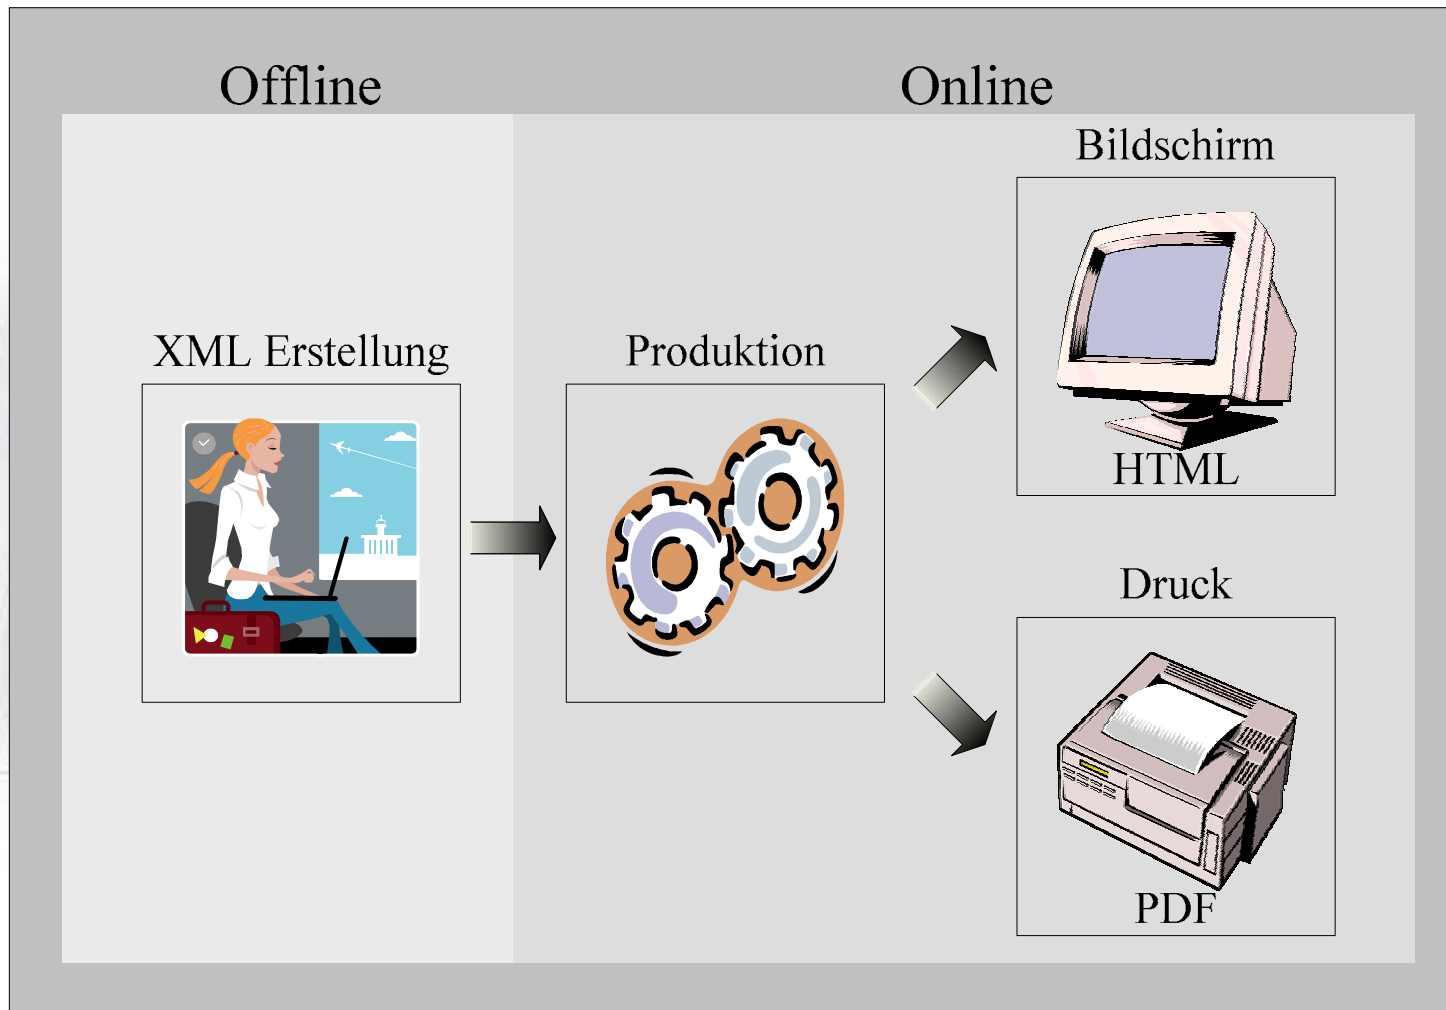 Offline
Online
Bildschirm
XML Erstellung
Produktion
HTML
Druck
PDF